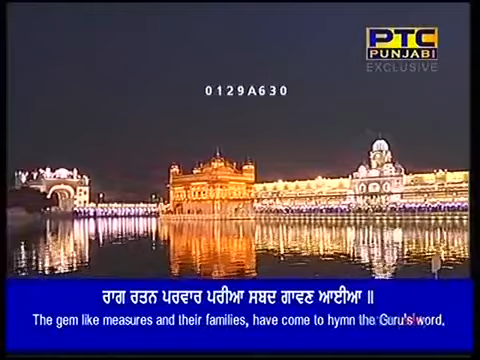 PTC
PUNJABI
EXCLUSIVE
0129A630
ਰਾਗ ਰਤਨ ਪਰਵਾਰ ਪਰੀਆ ਸਬਦ ਗਾਵਣ ਆਈਆ ॥
The gem like measures and their families, have come to hymn the Guru's word,